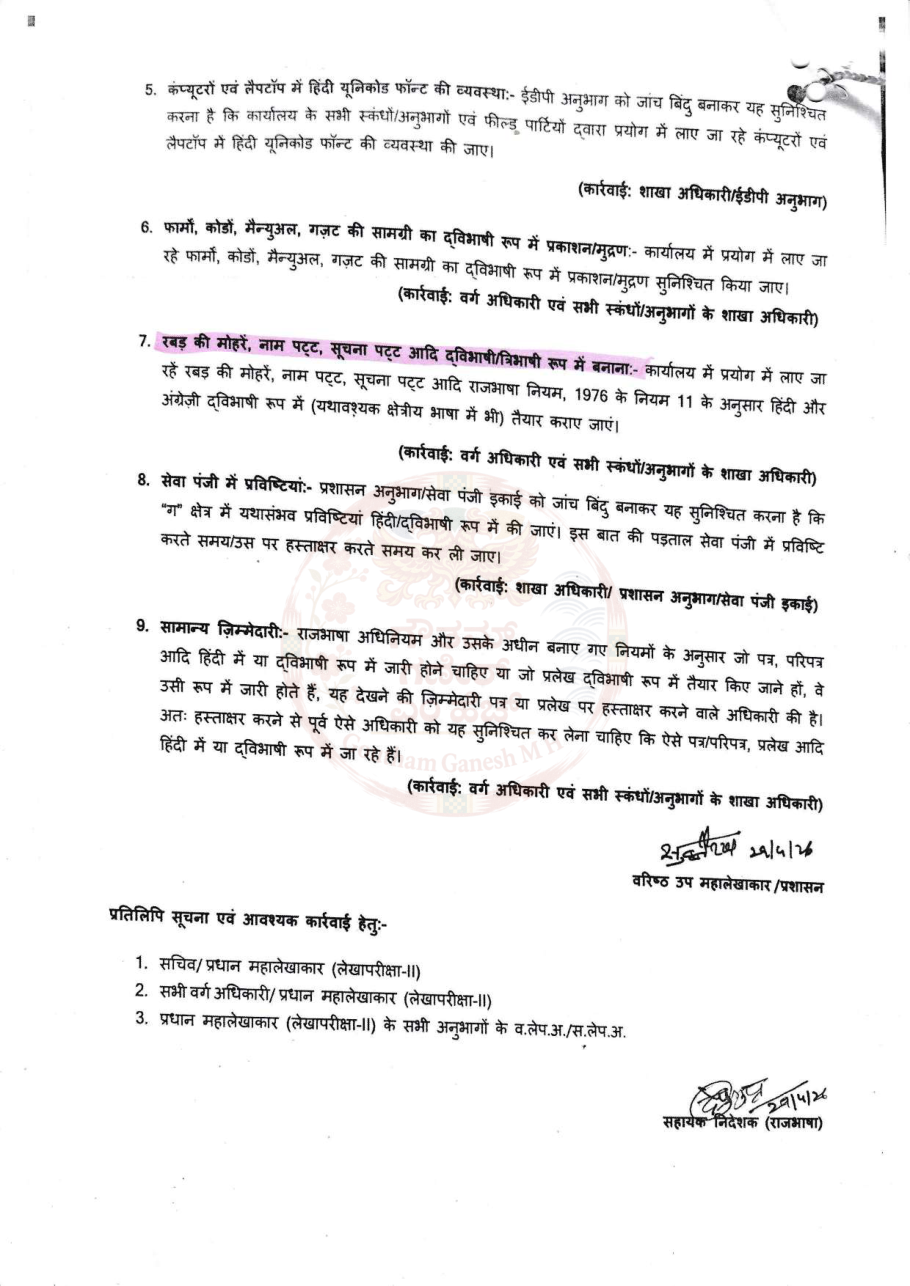 5. कंप्यूटरों एवं लैपटॉप में हिंदी यूनिकोड फॉन्ट की व्यवस्था:- ईडीपी अनुभाग को जांच बिंदु बनाकर यह सुनिश्चित
करना है कि कार्यालय के सभी स्कंधों/अनुभागों एवं फील्ड पार्टियों द्वारा प्रयोग में लाए जा रहे कंप्यूटरों एवं
लैपटॉप में हिंदी यूनिकोड फॉन्ट की व्यवस्था की जाए।
(कार्रवाई: शाखा अधिकारी/ईडीपी अनुभाग)
6. फार्मों, कोडों, मैन्युअल, गज़ट की सामग्री का द्विभाषी रूप में प्रकाशन/मुद्रण:- कार्यालय में प्रयोग में लाए जा
रहे फार्मों, कोडों, मैन्युअल, गज़ट की सामग्री का द्विभाषी रूप में प्रकाशन/मुद्रण सुनिश्चित किया जाए।
(कार्रवाई: वर्ग अधिकारी एवं सभी स्कंधों/अनुभागों के शाखा अधिकारी)
7. रबड़ की मोहरें, नाम पट्ट, सूचना पट्ट आदि द्विभाषी/त्रिभाषी रूप में बनाना:- कार्यालय में प्रयोग में लाए जा
रहें रबड़ की मोहरें, नाम पट्ट, सूचना पट्ट आदि राजभाषा नियम, 1976 के नियम 11 के अनुसार हिंदी और
अंग्रेज़ी द्विभाषी रूप में (यथावश्यक क्षेत्रीय भाषा में भी) तैयार कराए जाएं।
(कार्रवाई: वर्ग अधिकारी एवं सभी स्कंधों/अनुभागों के शाखा अधिकारी)
8. सेवा पंजी में प्रविष्टियां:- प्रशासन अनुभाग/सेवा पंजी इकाई को जांच बिंदु बनाकर यह सुनिश्चित करना है कि
"ग" क्षेत्र में यथासंभव प्रविष्टियां हिंदी/द्विभाषी रूप में की जाएं। इस बात की पड़ताल सेवा पंजी में प्रविष्टि
करते समय/उस पर हस्ताक्षर करते समय कर ली जाए।
(कार्रवाई: शाखा अधिकारी/ प्रशासन अनुभाग/सेवा पंजी इकाई)
9. सामान्य ज़िम्मेदारी:- राजभाषा अधिनियम और उसके अधीन बनाए गए नियमों के अनुसार जो पत्र, परिपत्र
आदि हिंदी में या द्विभाषी रूप में जारी होने चाहिए या जो प्रलेख द्विभाषी रूप में तैयार किए जाने हों, वे
उसी रूप में जारी होते हैं, यह देखने की ज़िम्मेदारी पत्र या प्रलेख पर हस्ताक्षर करने वाले अधिकारी की है।
अतः हस्ताक्षर करने से पूर्व ऐसे अधिकारी को यह सुनिश्चित कर लेना चाहिए कि ऐसे पत्र/परिपत्र, प्रलेख आदि
हिंदी में या द्विभाषी रूप में जा रहे हैं।
Ganesh M
(कार्रवाई: वर्ग अधिकारी एवं सभी स्कंधों/अनुभागों के शाखा अधिकारी)
29/4/26
वरिष्ठ उप महालेखाकार /प्रशासन
प्रतिलिपि सूचना एवं आवश्यक कार्रवाई हेतु:-
1. सचिव/ प्रधान महालेखाकार (लेखापरीक्षा-II)
2. सभी वर्ग अधिकारी/ प्रधान महालेखाकार (लेखापरीक्षा-II)
3. प्रधान महालेखाकार (लेखापरीक्षा-II) के सभी अनुभागों के व.लेप.अ./स.लेप.अ.
29/4/26
सहायक निदेशक (राजभाषा)